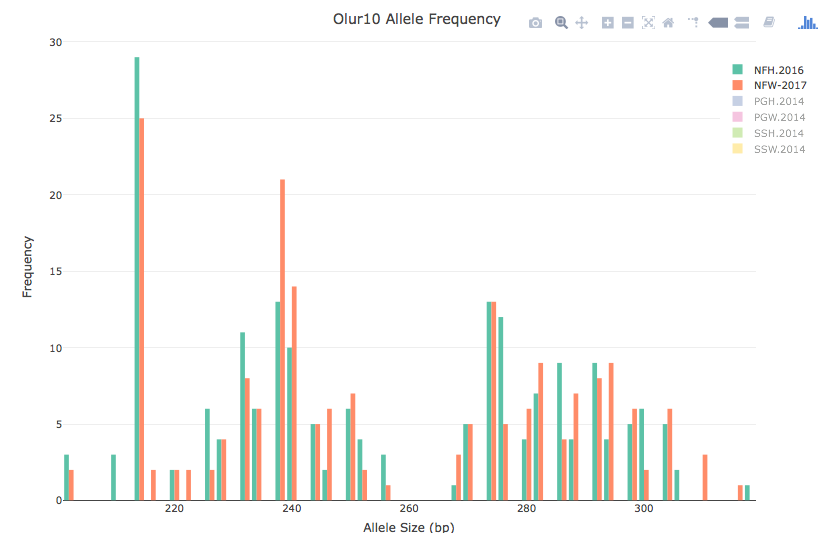 Olur10 Allele Frequency
30
25
20
15
10
5
0
Frequency
220
240
260
280
300
Allele Size (bp)
NFH.2016
NFW-2017
PGH.2014
PGW.2014
SSH.2014
SSW.2014